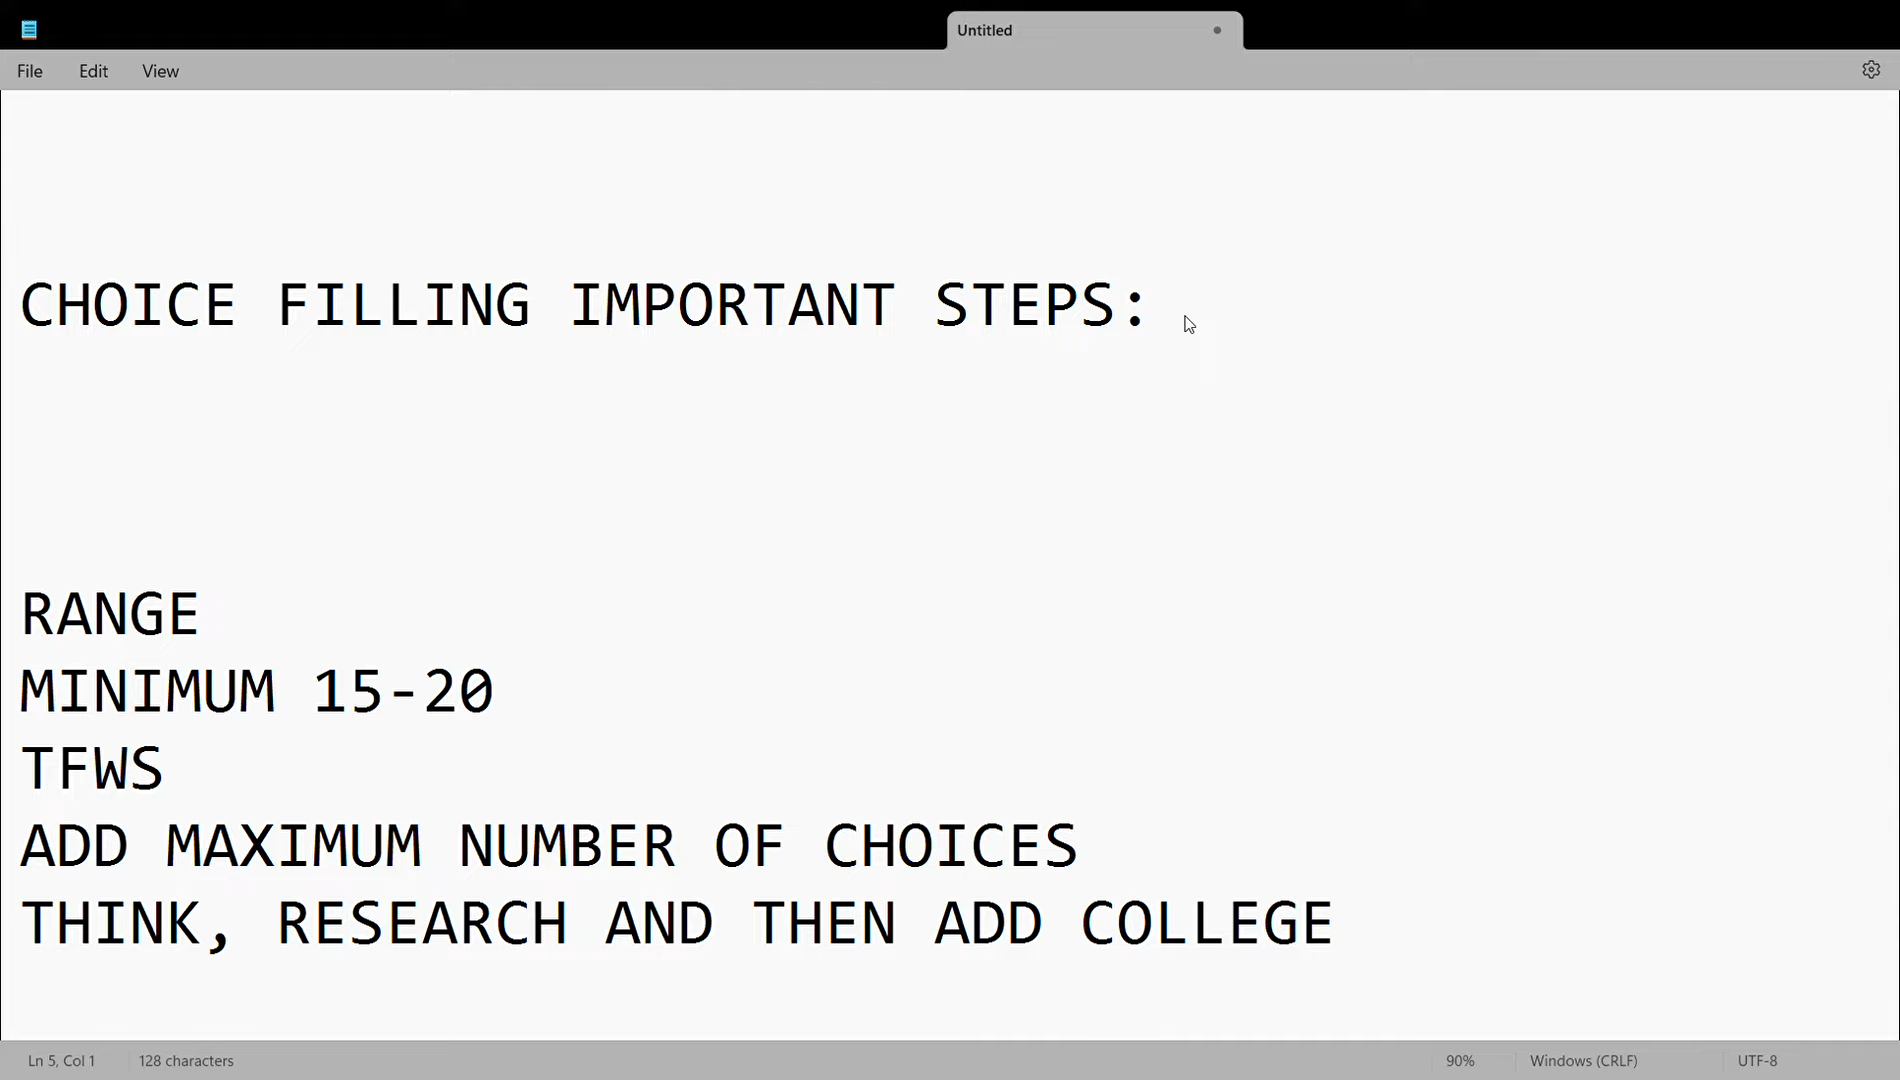 Untitled
File Edit View
CHOICE FILLING IMPORTANT STEPS:
RANGE
MINIMUM 15-20
TFWS
ADD MAXIMUM NUMBER OF CHOICES
THINK, RESEARCH AND THEN ADD COLLEGE
Ln 5, Col 1 128 characters 90% Windows (CRLF) UTF-8